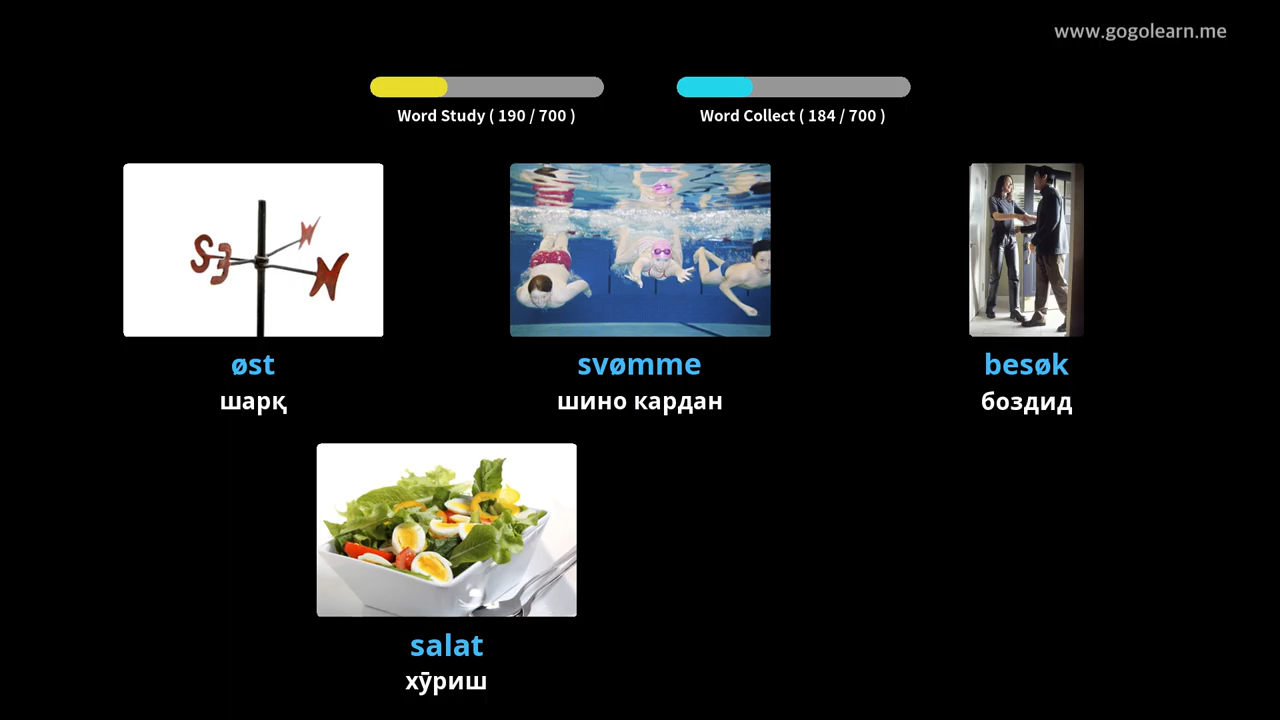 www.gogolearn.me
Word Study ( 190 / 700 )
Word Collect ( 184 / 700 )
S E N W
øst
шарқ
svømme
шино кардан
besøk
боздид
salat
хӯриш